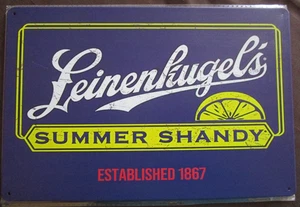 Leinenkugel's
SUMMER SHANDY
ESTABLISHED 1867